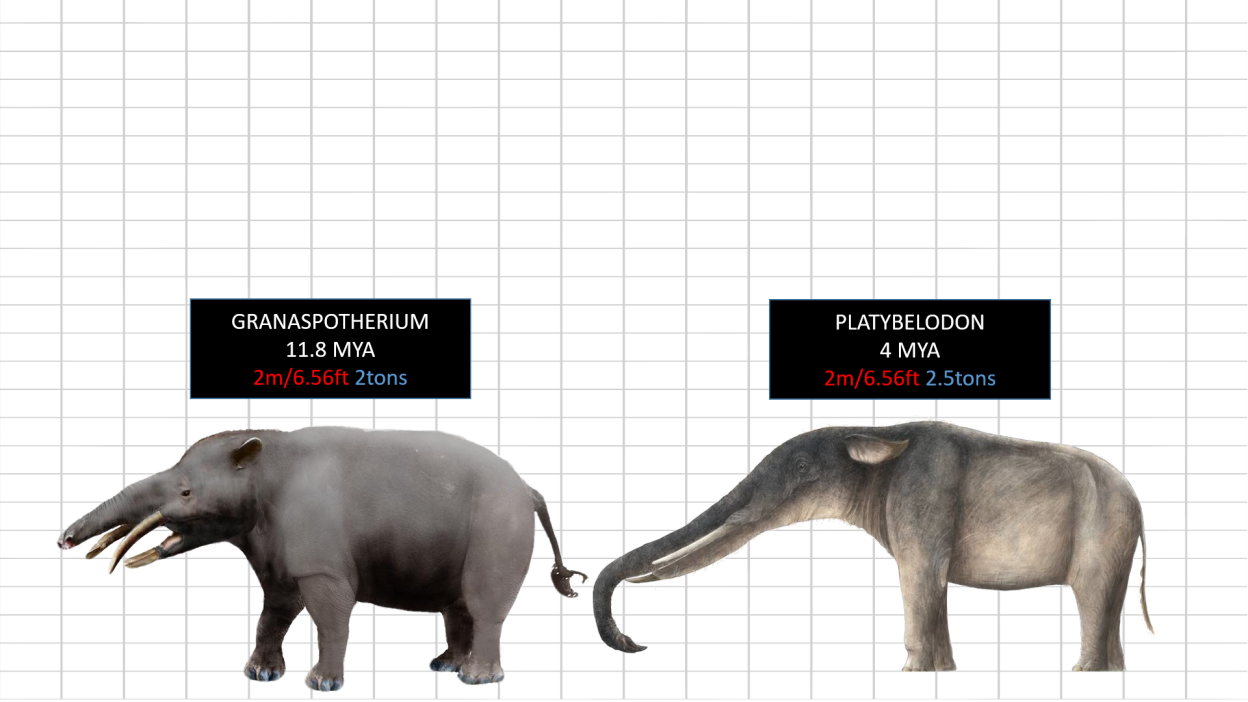 GRANASPOTHERIUM
11.8 MYA
2m/6.56ft 2tons
PLATYBELODON
4 MYA
2m/6.56ft 2.5tons